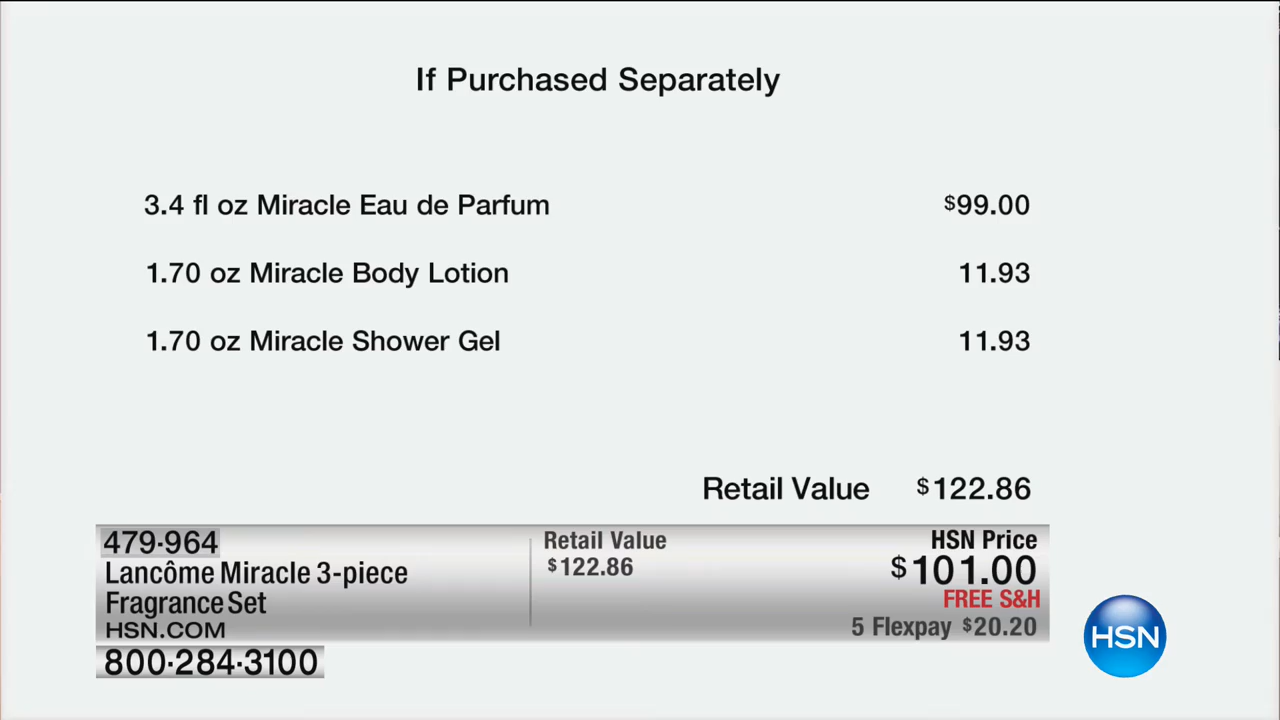 If Purchased Separately
3.4 fl oz Miracle Eau de Parfum $99.00
1.70 oz Miracle Body Lotion 11.93
1.70 oz Miracle Shower Gel 11.93
Retail Value $122.86
479·964
Lancôme Miracle 3-piece
Fragrance Set
HSN.COM
800·284·3100
Retail Value
$122.86
HSN Price
$101.00
FREE S&H
5 Flexpay $20.20
HSN